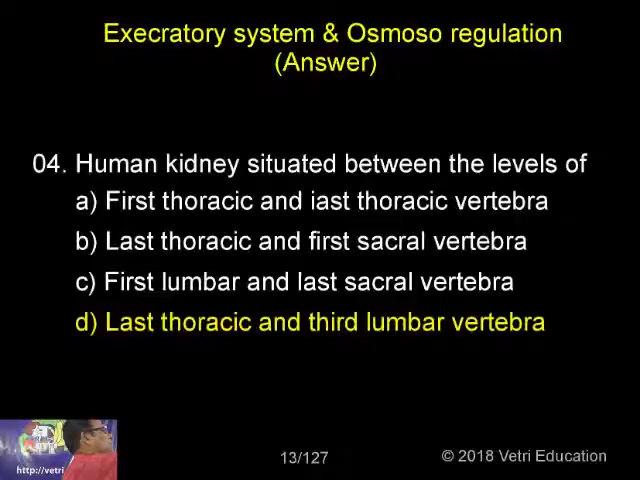 Execratory system & Osmoso regulation
(Answer)
04. Human kidney situated between the levels of
a) First thoracic and iast thoracic vertebra
b) Last thoracic and first sacral vertebra
c) First lumbar and last sacral vertebra
d) Last thoracic and third lumbar vertebra
http://vetri
13/127
© 2018 Vetri Education